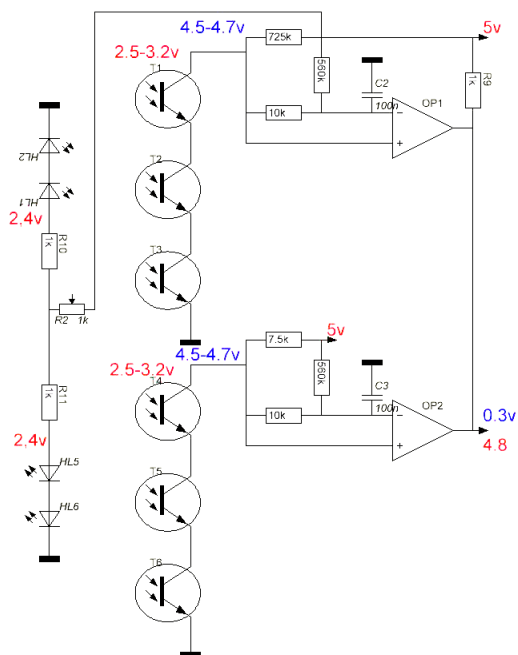 4.5-4.7v
725k
5v
2.5-3.2v
T1
560k
C2
100n
1k
R9
10k
OP1
HL2
T2
HL1
2,4v
R10
1k
T3
R2 1k
4.5-4.7v
7.5k
5v
2.5-3.2v
T4
560k
C3
100n
R11
1k
10k
OP2
0.3v
4.8
2,4v
HL5
T5
HL6
T6